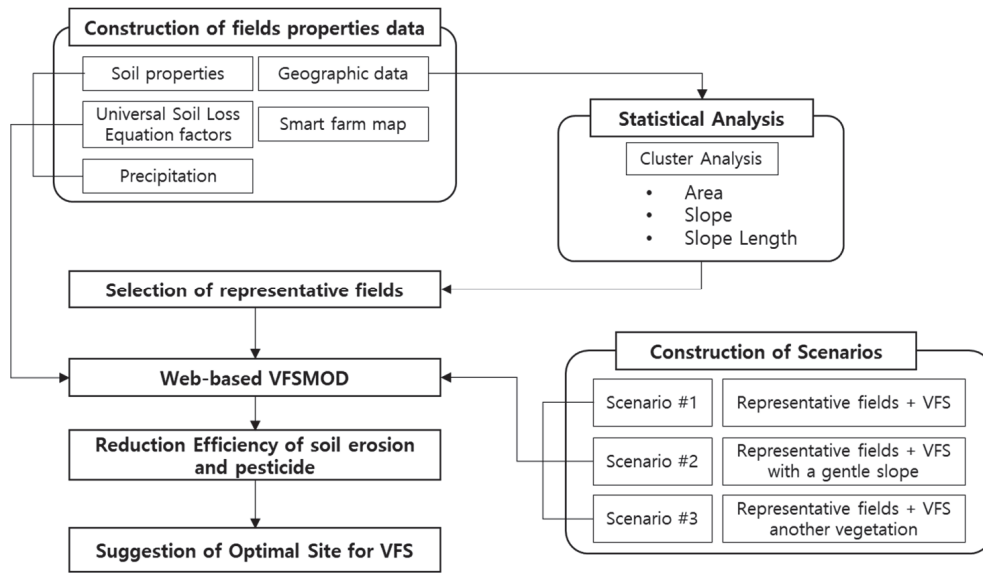 Construction of fields properties data
Soil properties
Geographic data
Universal Soil Loss
Equation factors
Smart farm map
Precipitation
Statistical Analysis
Cluster Analysis
• Area
• Slope
• Slope Length
Selection of representative fields
Web-based VFSMOD
Reduction Efficiency of soil erosion
and pesticide
Suggestion of Optimal Site for VFS
Construction of Scenarios
Scenario #1
Representative fields + VFS
Scenario #2
Representative fields + VFS
with a gentle slope
Scenario #3
Representative fields + VFS
another vegetation